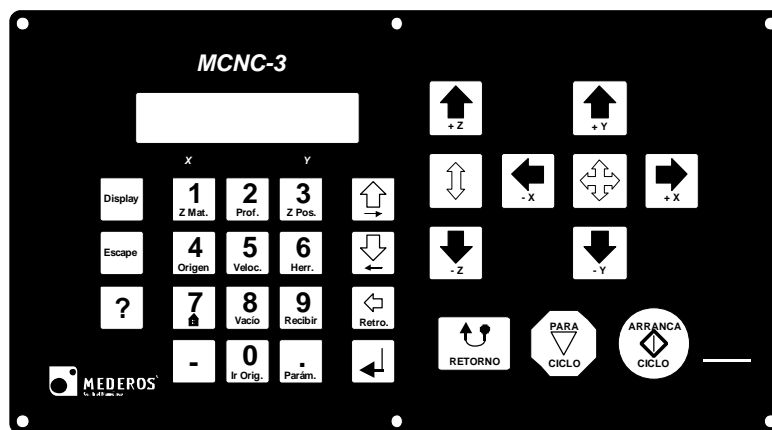 MCNC-3
X Y
+ Z + Y
Display 1 2 3
Z Mat. Prof. Z Pos.
- X + X
Escape 4 5 6
Origen Veloc. Herr.
- Z - Y
? 7 8 9
Vacío Recibir Retro.
PARA ARRANCA
RETORNO CICLO CICLO
- 0 .
Ir Orig. Parám.
MEDEROS